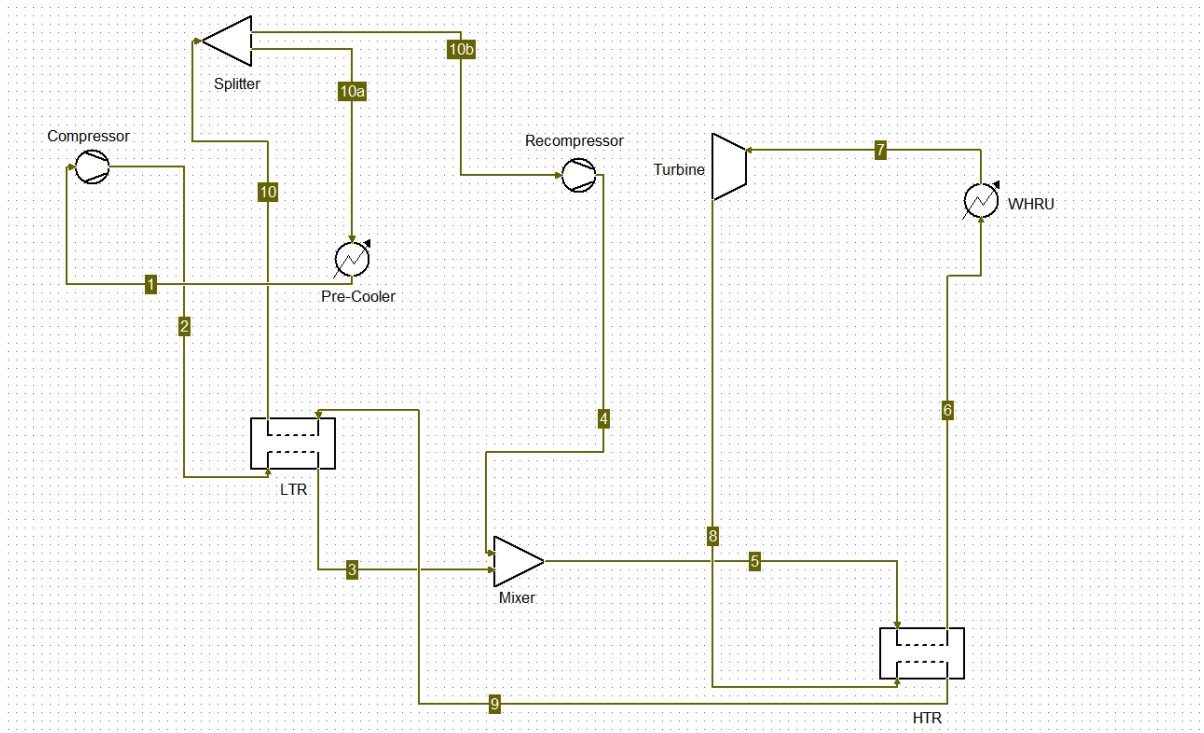 10b
Splitter
10a
Compressor
Recompressor
7
Turbine
10
WHRU
1
Pre-Cooler
2
6
4
LTR
8
5
3
Mixer
9
HTR